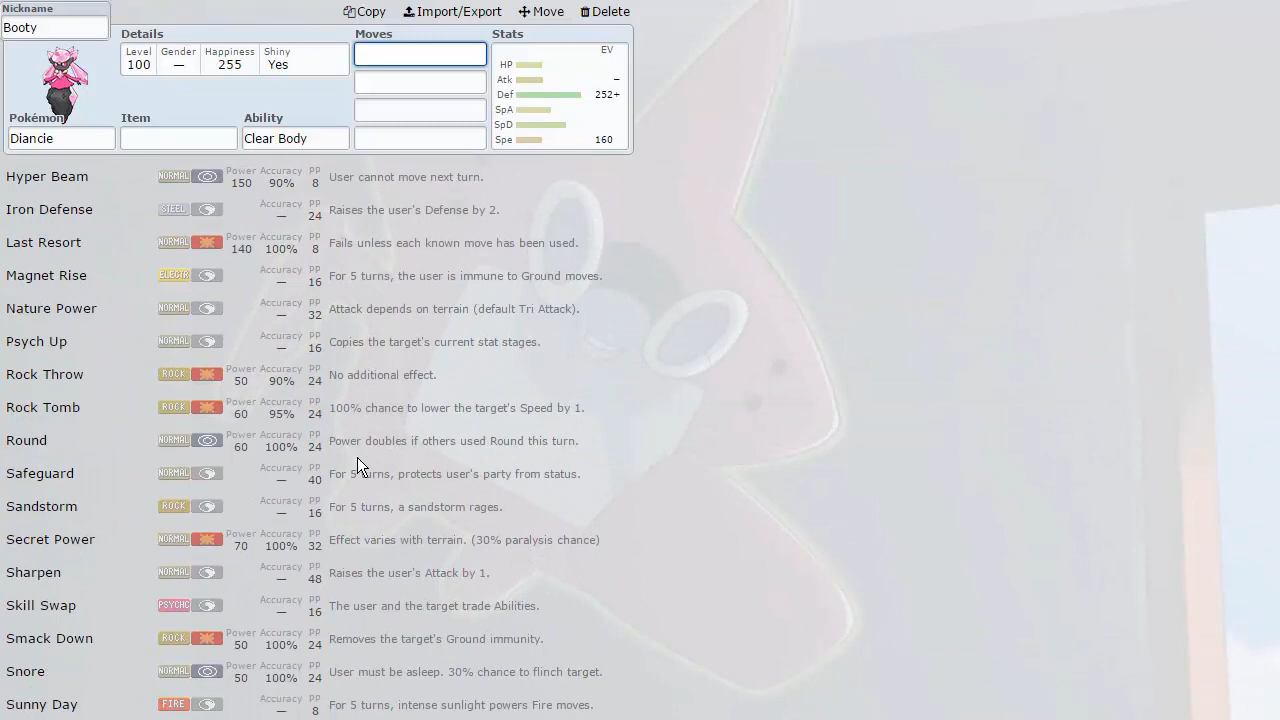 Nickname
Copy Import/Export Move Delete
Booty
Details Moves Stats
Level Gender Happiness Shiny
100 — 255 Yes
EV
HP
Atk –
Def 252+
SpA
SpD
Spe 160
Pokémon Item Ability
Diancie Clear Body
Hyper Beam NORMAL Power 150 Accuracy 90% PP 8 User cannot move next turn.
Iron Defense STEEL Accuracy — PP 24 Raises the user's Defense by 2.
Last Resort NORMAL Power 140 Accuracy 100% PP 8 Fails unless each known move has been used.
Magnet Rise ELECTR Accuracy — PP 16 For 5 turns, the user is immune to Ground moves.
Nature Power NORMAL Accuracy — PP 32 Attack depends on terrain (default Tri Attack).
Psych Up NORMAL Accuracy — PP 16 Copies the target's current stat stages.
Rock Throw ROCK Power 50 Accuracy 90% PP 24 No additional effect.
Rock Tomb ROCK Power 60 Accuracy 95% PP 24 100% chance to lower the target's Speed by 1.
Round NORMAL Power 60 Accuracy 100% PP 24 Power doubles if others used Round this turn.
Safeguard NORMAL Accuracy — PP 40 For 5 turns, protects user's party from status.
Sandstorm ROCK Accuracy — PP 16 For 5 turns, a sandstorm rages.
Secret Power NORMAL Power 70 Accuracy 100% PP 32 Effect varies with terrain. (30% paralysis chance)
Sharpen NORMAL Accuracy — PP 48 Raises the user's Attack by 1.
Skill Swap PSYCHC Accuracy — PP 16 The user and the target trade Abilities.
Smack Down ROCK Power 50 Accuracy 100% PP 24 Removes the target's Ground immunity.
Snore NORMAL Power 50 Accuracy 100% PP 24 User must be asleep. 30% chance to flinch target.
Sunny Day FIRE Accuracy — PP 8 For 5 turns, intense sunlight powers Fire moves.